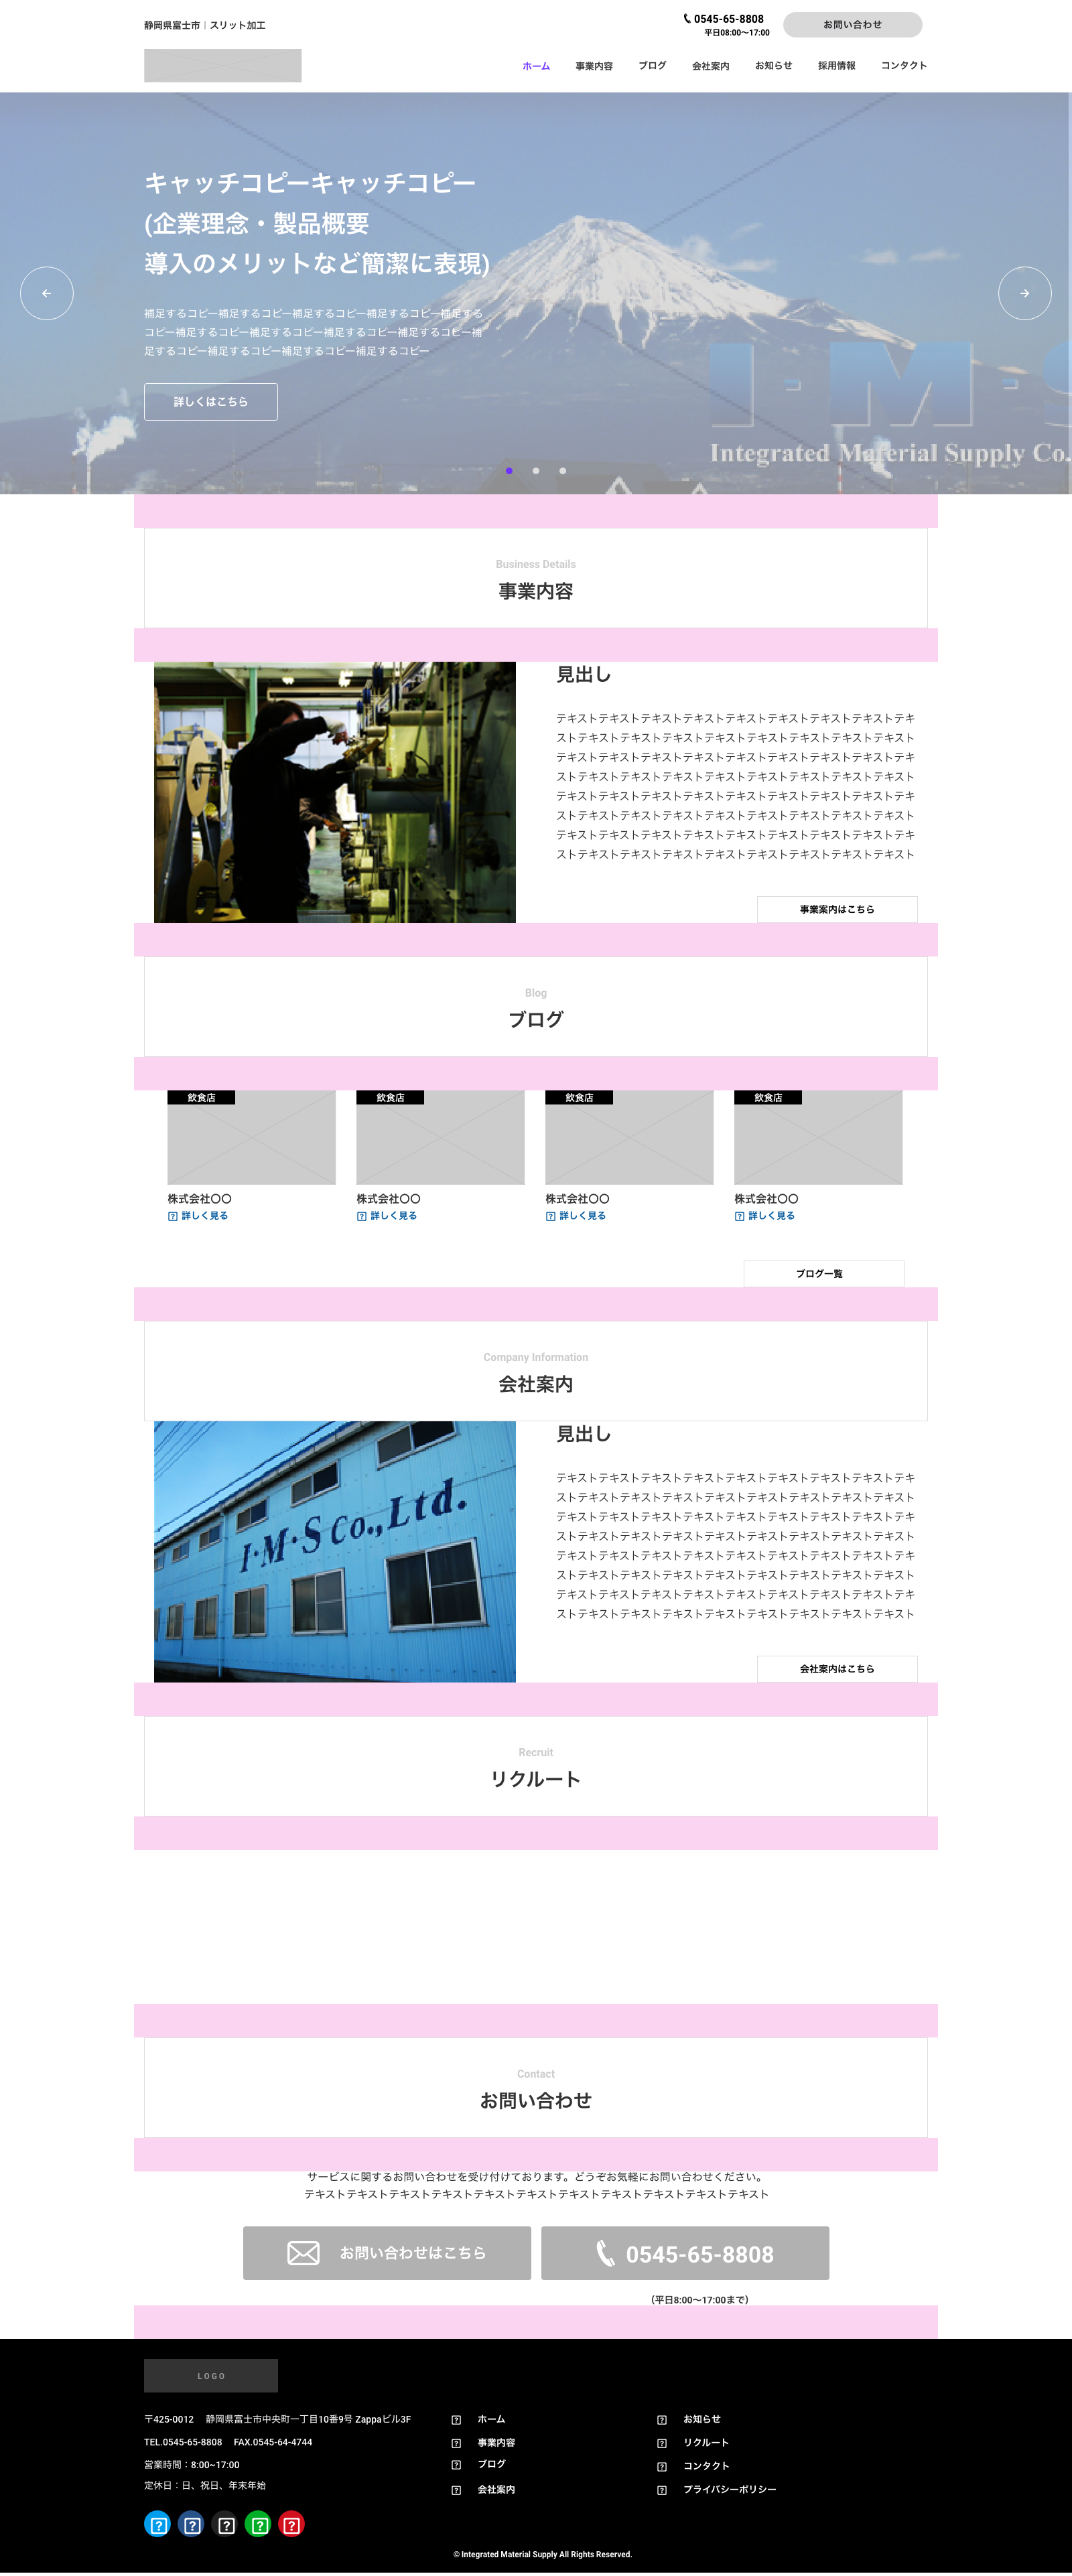 静岡県富士市｜スリット加工
0545-65-8808
平日08:00〜17:00
お問い合わせ
ホーム 事業内容 ブログ 会社案内 お知らせ 採用情報 コンタクト
キャッチコピーキャッチコピー
(企業理念・製品概要
導入のメリットなど簡潔に表現)
補足するコピー補足するコピー補足するコピー補足するコピー補足する
コピー補足するコピー補足するコピー補足するコピー補足するコピー補
足するコピー補足するコピー補足するコピー補足するコピー
詳しくはこちら
I・M・S
Integrated Material Supply Co.
Business Details
事業内容
見出し
テキストテキストテキストテキストテキストテキストテキストテキストテキ
ストテキストテキストテキストテキストテキストテキストテキストテキスト
テキストテキストテキストテキストテキストテキストテキストテキストテキ
ストテキストテキストテキストテキストテキストテキストテキストテキスト
テキストテキストテキストテキストテキストテキストテキストテキストテキ
ストテキストテキストテキストテキストテキストテキストテキストテキスト
テキストテキストテキストテキストテキストテキストテキストテキストテキ
ストテキストテキストテキストテキストテキストテキストテキストテキスト
事業案内はこちら
Blog
ブログ
飲食店 飲食店 飲食店 飲食店
株式会社〇〇 株式会社〇〇 株式会社〇〇 株式会社〇〇
詳しく見る 詳しく見る 詳しく見る 詳しく見る
ブログ一覧
Company Information
会社案内
I・M・S Co.,Ltd.
見出し
テキストテキストテキストテキストテキストテキストテキストテキストテキ
ストテキストテキストテキストテキストテキストテキストテキストテキスト
テキストテキストテキストテキストテキストテキストテキストテキストテキ
ストテキストテキストテキストテキストテキストテキストテキストテキスト
テキストテキストテキストテキストテキストテキストテキストテキストテキ
ストテキストテキストテキストテキストテキストテキストテキストテキスト
テキストテキストテキストテキストテキストテキストテキストテキストテキ
ストテキストテキストテキストテキストテキストテキストテキストテキスト
会社案内はこちら
Recruit
リクルート
Contact
お問い合わせ
サービスに関するお問い合わせを受け付けております。どうぞお気軽にお問い合わせください。
テキストテキストテキストテキストテキストテキストテキストテキストテキストテキストテキスト
お問い合わせはこちら
0545-65-8808
（平日8:00〜17:00まで）
LOGO
〒425-0012　静岡県富士市中央町一丁目10番9号 Zappaビル3F
TEL.0545-65-8808　FAX.0545-64-4744
営業時間：8:00~17:00
定休日：日、祝日、年末年始
ホーム
事業内容
ブログ
会社案内
お知らせ
リクルート
コンタクト
プライバシーポリシー
© Integrated Material Supply All Rights Reserved.